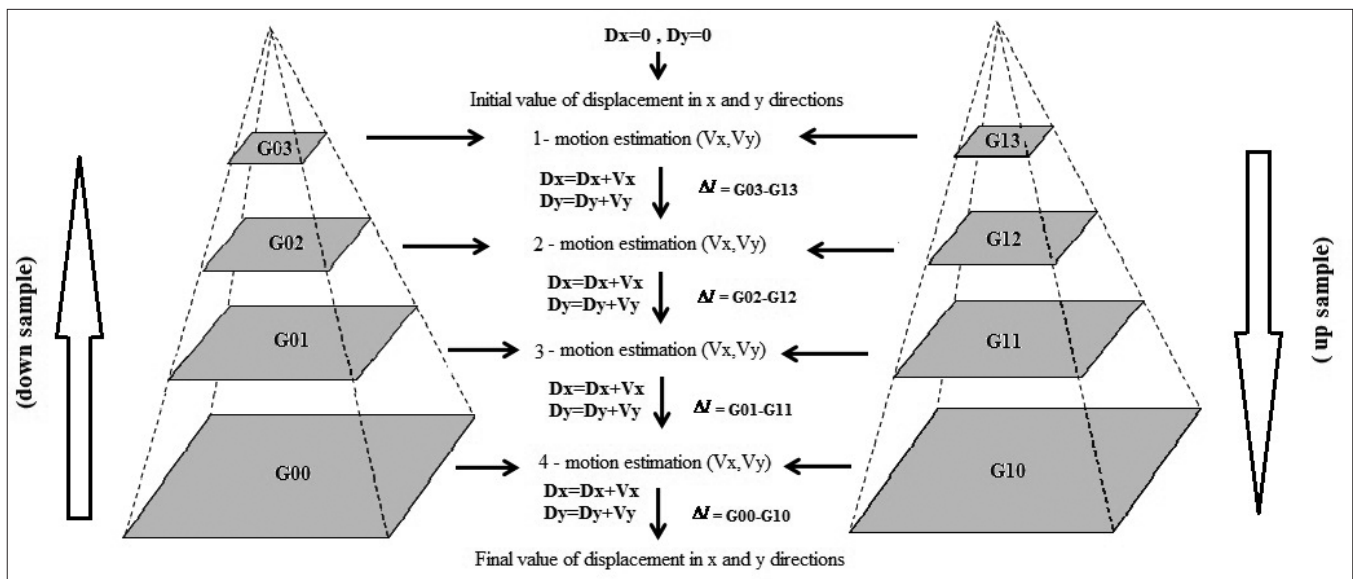 Dx=0 , Dy=0
Initial value of displacement in x and y directions
G03
1- motion estimation (Vx,Vy)
G13
Dx=Dx+Vx
Dy=Dy+Vy
ΔI = G03-G13
G02
2 - motion estimation (Vx,Vy)
G12
Dx=Dx+Vx
Dy=Dy+Vy
ΔI = G02-G12
(down sample)
( up sample)
G01
3 - motion estimation (Vx,Vy)
G11
Dx=Dx+Vx
Dy=Dy+Vy
ΔI = G01-G11
G00
4 - motion estimation (Vx,Vy)
G10
Dx=Dx+Vx
Dy=Dy+Vy
ΔI = G00-G10
Final value of displacement in x and y directions